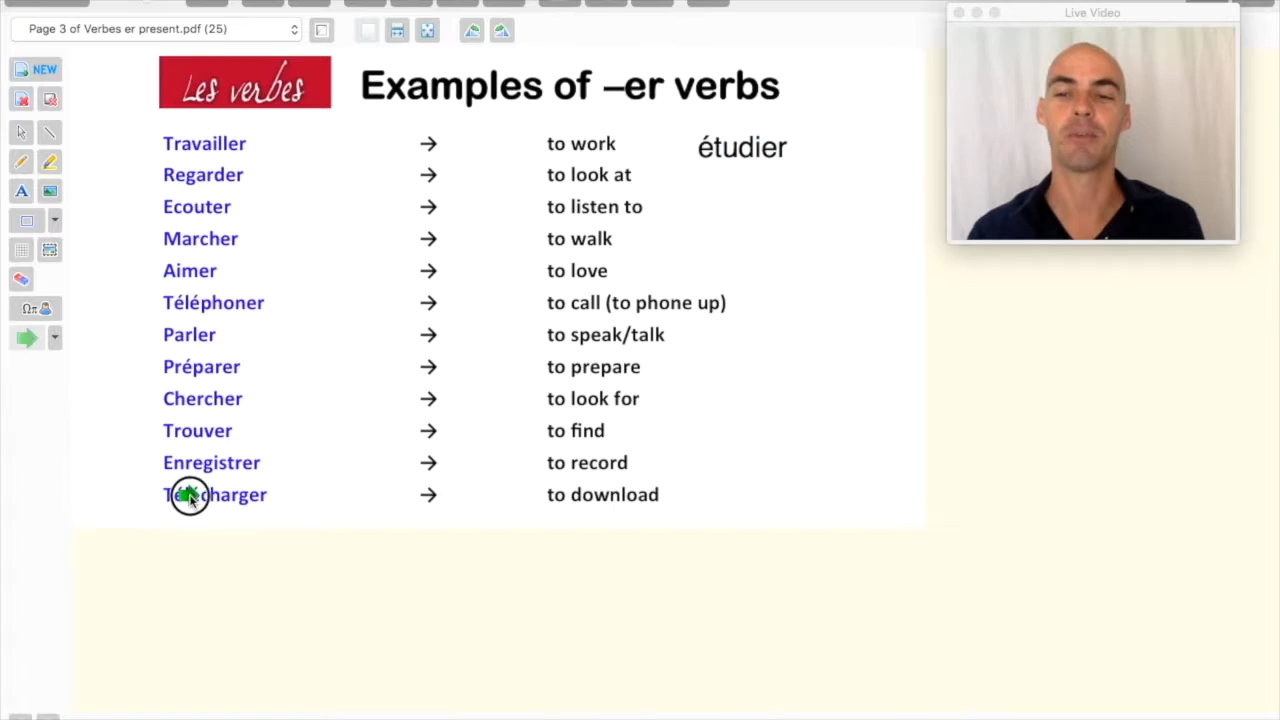 Page 3 of Verbes er present.pdf (25)
Live Video
NEW
Les verbes
Examples of –er verbs
Travailler → to work étudier
Regarder → to look at
Ecouter → to listen to
Marcher → to walk
Aimer → to love
Téléphoner → to call (to phone up)
Parler → to speak/talk
Préparer → to prepare
Chercher → to look for
Trouver → to find
Enregistrer → to record
Télécharger → to download
A
Ωπ